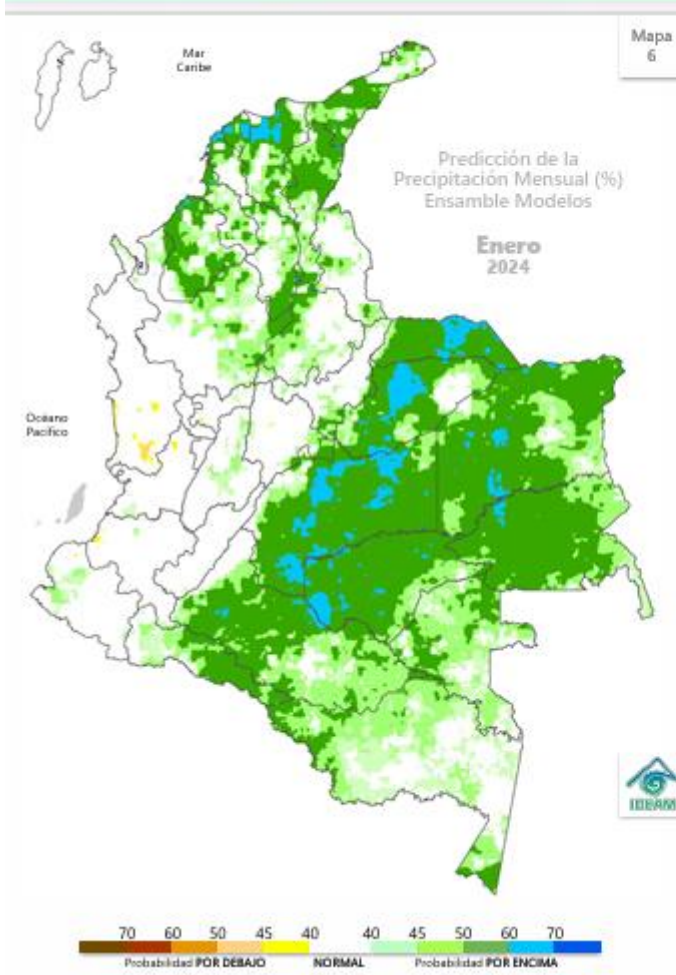 Mapa
6
Mar
Caribe
Predicción de la
Precipitación Mensual (%)
Ensamble Modelos
Enero
2024
Océano
Pacifico
IDEAM
70 60 50 45 40 40 45 50 60 70
Probabilidad POR DEBAJO NORMAL Probabilidad POR ENCIMA